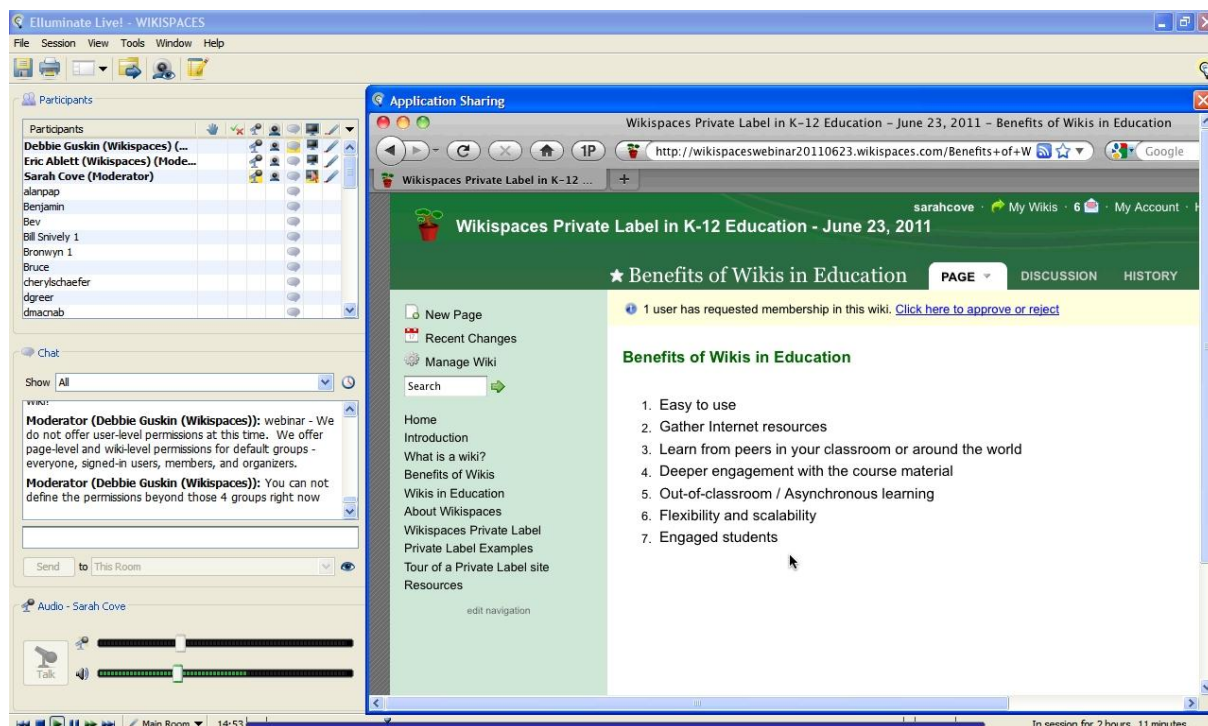 Elluminate Live! - WIKISPACES
File Session View Tools Window Help
Participants
Participants
Debbie Guskin (Wikispaces) (...
Eric Ablett (Wikispaces) (Mode...
Sarah Cove (Moderator)
alanpap
Benjamin
Bev
Bill Snively 1
Bronwyn 1
Bruce
cherylschaefer
dgreer
dmacnab
Chat
Show All
Moderator (Debbie Guskin (Wikispaces)): webinar - We
do not offer user-level permissions at this time. We offer
page-level and wiki-level permissions for default groups -
everyone, signed-in users, members, and organizers.
Moderator (Debbie Guskin (Wikispaces)): You can not
define the permissions beyond those 4 groups right now
Send to This Room
Audio - Sarah Cove
Talk
Application Sharing
Wikispaces Private Label in K-12 Education – June 23, 2011 – Benefits of Wikis in Education
1P
http://wikispaceswebinar20110623.wikispaces.com/Benefits+of+W
Google
Wikispaces Private Label in K-12 ...
sarahcove · My Wikis · 6 · My Account ·
Wikispaces Private Label in K-12 Education - June 23, 2011
★ Benefits of Wikis in Education PAGE DISCUSSION HISTORY
New Page
Recent Changes
Manage Wiki
Search
Home
Introduction
What is a wiki?
Benefits of Wikis
Wikis in Education
About Wikispaces
Wikispaces Private Label
Private Label Examples
Tour of a Private Label site
Resources
edit navigation
1 user has requested membership in this wiki. Click here to approve or reject
Benefits of Wikis in Education
1. Easy to use
2. Gather Internet resources
3. Learn from peers in your classroom or around the world
4. Deeper engagement with the course material
5. Out-of-classroom / Asynchronous learning
6. Flexibility and scalability
7. Engaged students
Main Room 14:53 In session for 2 hours, 11 minutes